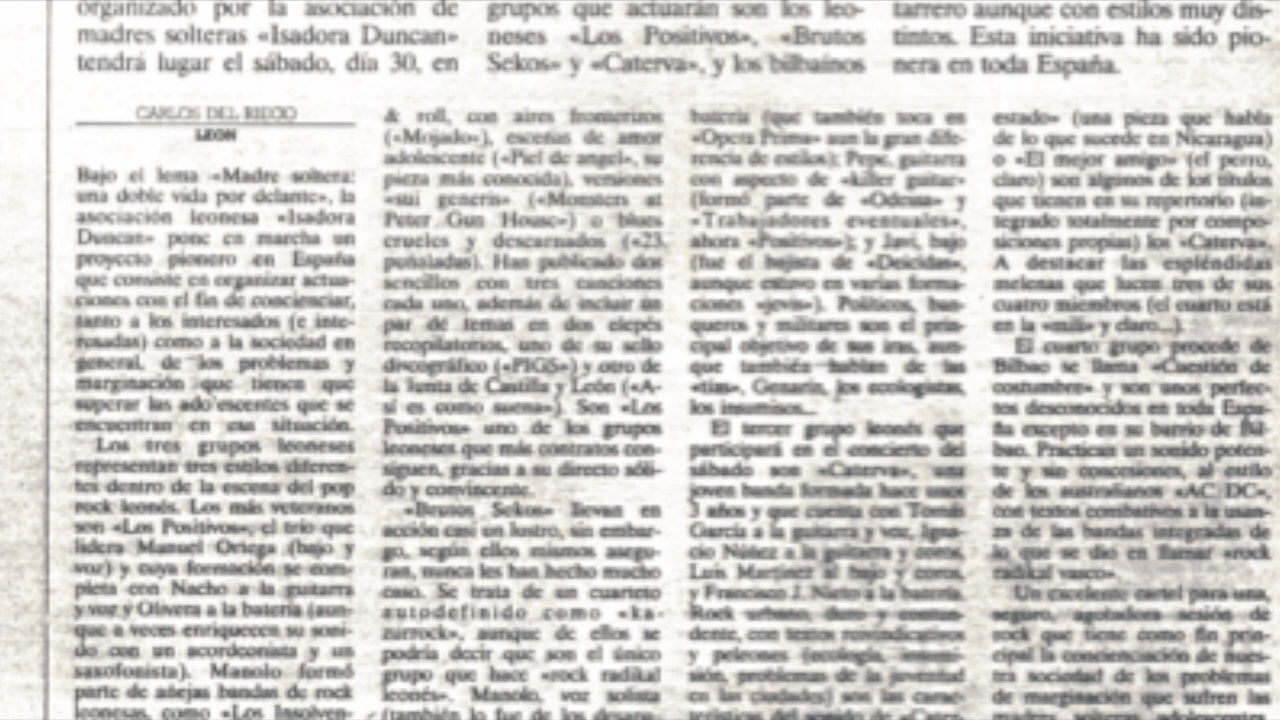 organizado por la asociación de
madres solteras «Isadora Duncan»
tendrá lugar el sábado, día 30, en
grupos que actuarán son los leo-
neses «Los Positivos», «Brutos
Sekos» y «Caterva», y los bilbaínos
tarrero aunque con estilos muy dis-
tintos. Esta iniciativa ha sido pio-
nera en toda España.
CARLOS DEL RIEGO
LEON
Bajo el lema «Madre soltera:
una doble vida por delante», la
asociación leonesa «Isadora
Duncan» pone en marcha un
proyecto pionero en España
que consiste en organizar actua-
ciones con el fin de concienciar,
tanto a los interesados (e inte-
rosadas) como a la sociedad en
general, de los problemas y
marginación que tienen que
superar las adolescentes que se
encuentran en esa situación.
Los tres grupos leoneses
representan tres estilos diferen-
tes dentro de la escena del pop
rock leonés. Los más veteranos
son «Los Positivos», el trío que
lidera Manuel Ortega (bajo y
voz) y cuya formación se com-
pleta con Nacho a la guitarra
y voz y Olivera a la batería (aun-
que a veces enriquecen su soni-
do con un acordeonista y un
saxofonista). Manolo formó
parte de añejas bandas de rock
leonesas, como «Los Insolven-
& roll, con aires fronterizos
(«Mojado»), escenas de amor
adolescente («Piel de angel», su
pieza más conocida), versiones
«sui generis» («Monsters at
Peter Gun House») o blues
crueles y descarnados («23
puñaladas). Han publicado dos
sencillos con tres canciones
cada uno, además de incluir un
par de temas en dos elepés
recopilatorios, uno de su sello
discográfico («PIGS») y otro de
la Junta de Castilla y León («A-
sí es como suena»). Son «Los
Positivos» uno de los grupos
leoneses que más contratos con-
siguen, gracias a su directo sóli-
do y convincente.
«Brutos Sekos» llevan en
acción casi un lustro, sin embar-
go, según ellos mismos asegu-
ran, nunca les han hecho mucho
caso. Se trata de un cuarteto
autodefinido como «ka-
zurrock», aunque de ellos se
podría decir que son el único
grupo que hace «rock radikal
leonés». Manolo, voz solista
(también lo fue de los desapa-
batería (que también toca en
«Opera Prima» aun la gran dife-
rencia de estilos); Pepe, guitarra
con aspecto de «killer guitar»
(formó parte de «Odessa» y
«Trabajadores eventuales»,
ahora «Positivos»); y Javi, bajo
(fue el bajista de «Deicidas»,
aunque estuvo en varias forma-
ciones «jevis»). Políticos, ban-
queros y militares son el prin-
cipal objetivo de sus iras, aun-
que también hablan de las
«tías», Genarín, los ecologistas,
los insumisos...
El tercer grupo leonés que
participará en el concierto del
sábado son «Caterva», una
joven banda formada hace unos
3 años y que cuenta con Tomás
García a la guitarra y voz, Igna-
cio Núñez a la guitarra y coros,
Luis Martínez al bajo y coros,
y Francisco J. Nieto a la batería.
Rock urbano, duro y contun-
dente, con textos reivindicativos
y peleones (ecología,
sión, problemas de la juventud
en las ciudades) son las carac-
terísticas del sonido de «Cater-
estado» (una pieza que habla
de lo que sucede en Nicaragua)
o «El mejor amigo» (el perro,
claro) son algunos de los títulos
que tienen en su repertorio (in-
tegrado totalmente por compo-
siciones propias) los «Caterva».
A destacar las espléndidas
melenas que lucen tres de sus
cuatro miembros (el cuarto está
en la «mili» y claro...).
El cuarto grupo procede de
Bilbao se llama «Cuestión de
costumbre» y son unos perfec-
tos desconocidos en toda Espa-
ña excepto en su barrio de Bil-
bao. Practican un sonido poten-
te y sin concesiones, al estilo
de los australianos «AC DC»,
con textos combativos a la usan-
za de las bandas integradas de
lo que se dio en llamar «rock
radikal vasco».
Un excelente cartel para una,
seguro, agotadora sesión de
rock que tiene como fin prin-
cipal la concienciación de nues-
tra sociedad de los problemas
de marginación que sufren las